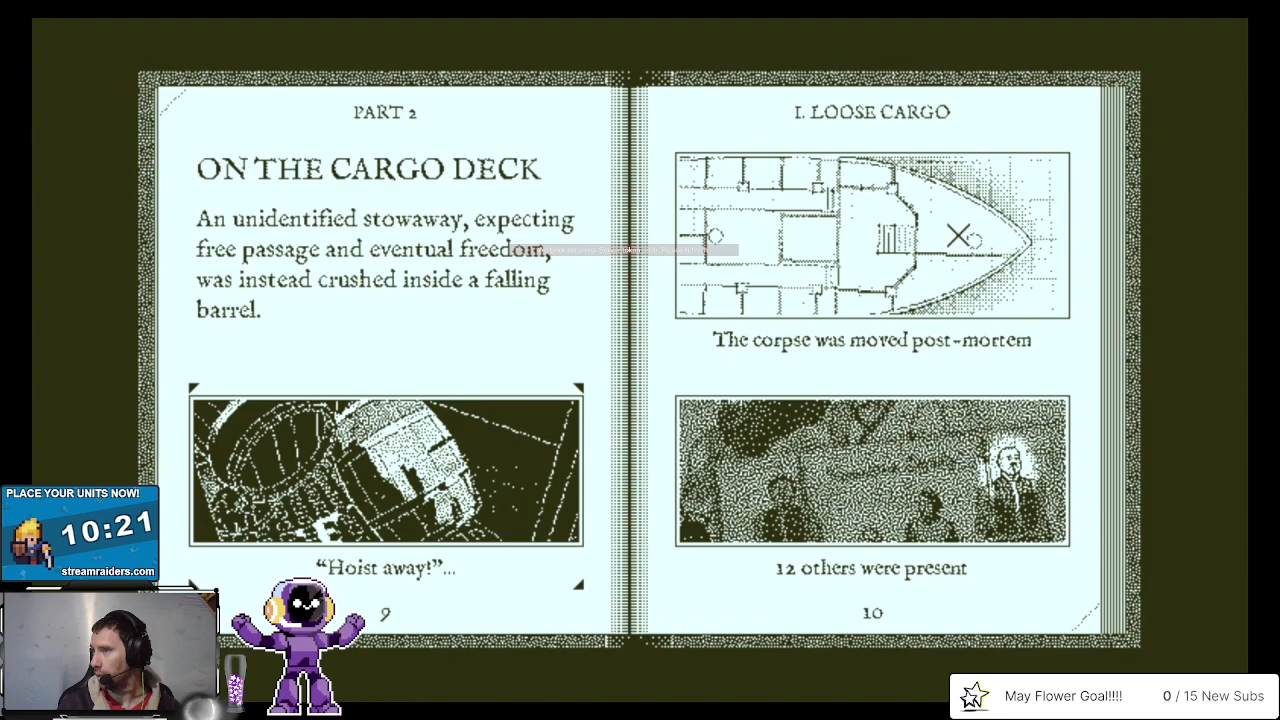 PART 2
ON THE CARGO DECK
An unidentified stowaway, expecting
free passage and eventual freedom,
was instead crushed inside a falling
barrel.
“Hoist away!”...
9
I. LOOSE CARGO
The corpse was moved post-mortem
12 others were present
10
PLACE YOUR UNITS NOW!
10:21
streamraiders.com
May Flower Goal!!!! 0 / 15 New Subs